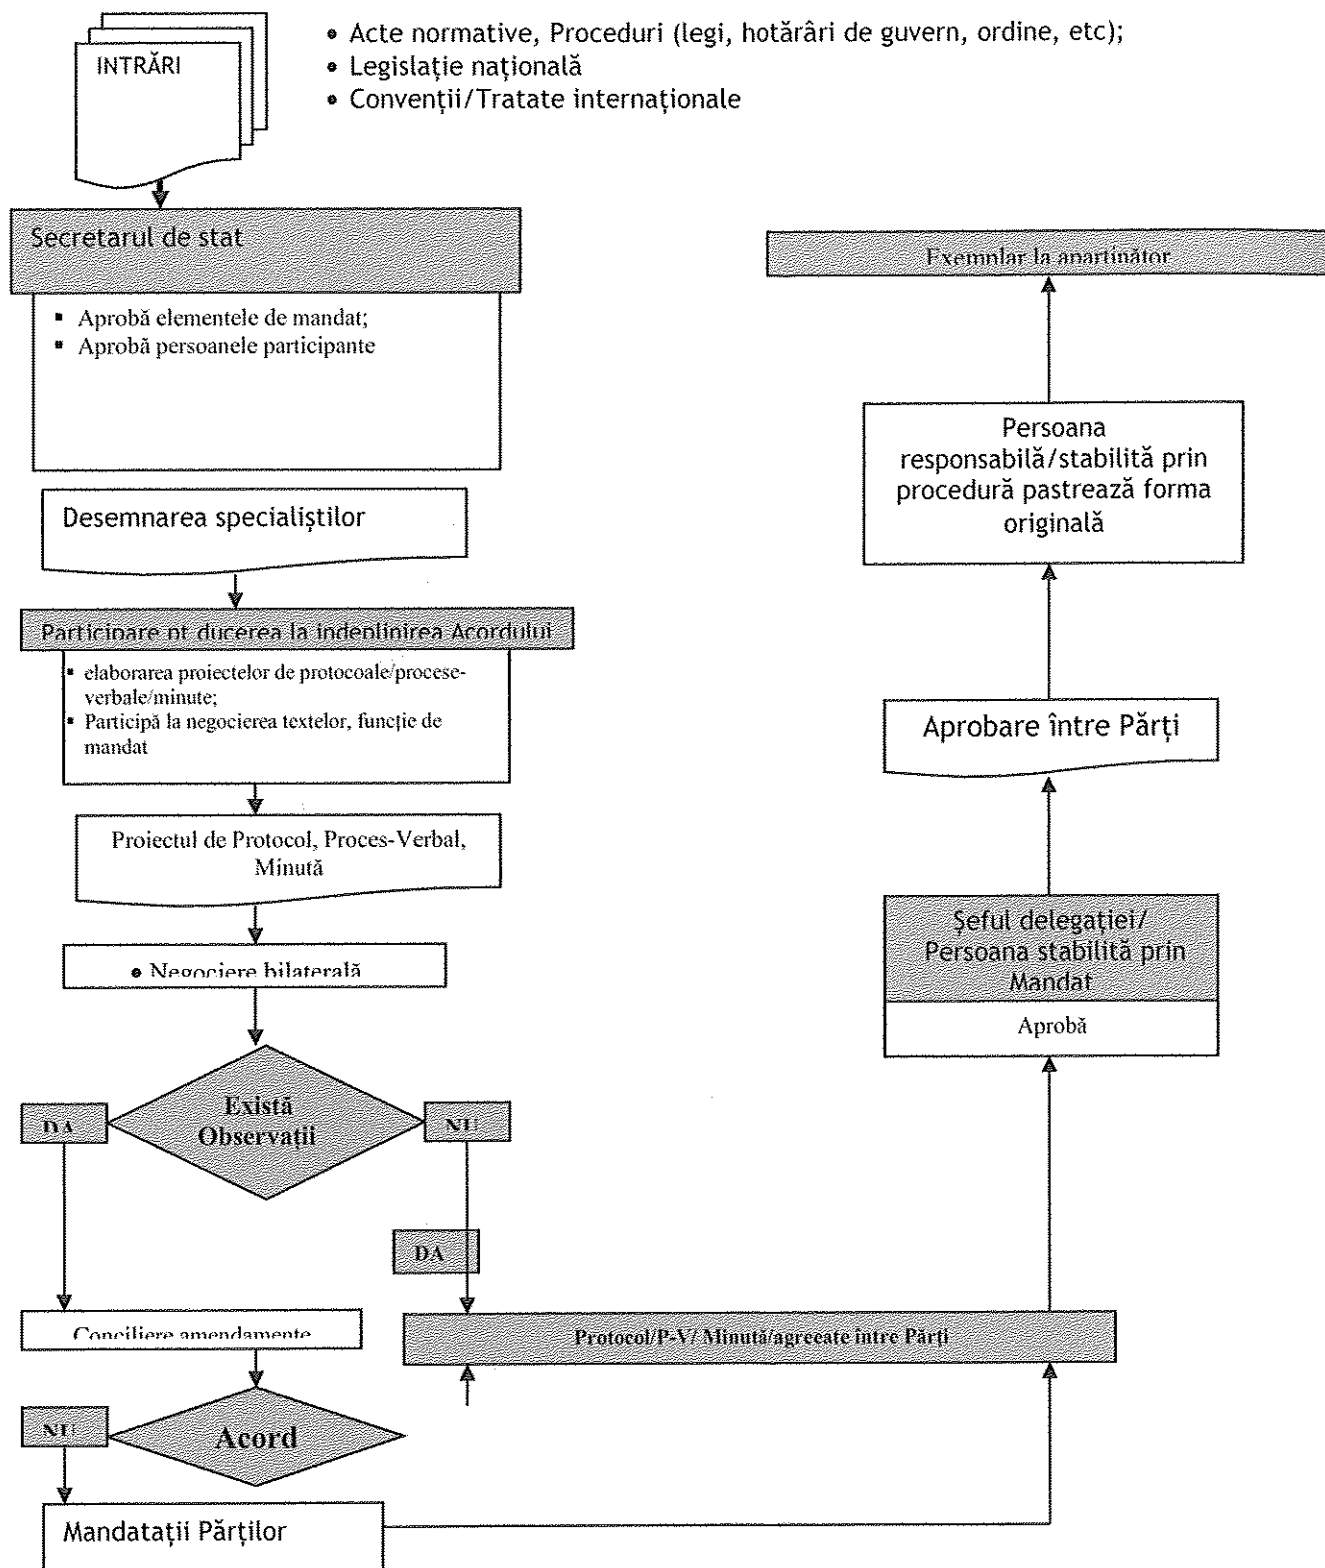 INTRĂRI
• Acte normative, Proceduri (legi, hotărâri de guvern, ordine, etc);
• Legislație națională
• Convenții/Tratate internaționale
Secretarul de stat
▪ Aprobă elementele de mandat;
▪ Aprobă persoanele participante
Desemnarea specialiștilor
Participare pt ducerea la indeplinirea Acordului
▪ elaborarea proiectelor de protocoale/procese-
verbale/minute;
▪ Participă la negocierea textelor, funcție de
mandat
Proiectul de Protocol, Proces-Verbal,
Minută
• Negociere bilaterală
Există
Observații
DA
NU
DA
Conciliere amendamente
Protocol/P-V/ Minută/agreeate între Părți
NU
Acord
Mandatații Părților
Exemplar la aparținător
Persoana
responsabilă/stabilită prin
procedură pastrează forma
originală
Aprobare între Părți
Șeful delegației/
Persoana stabilită prin
Mandat
Aprobă